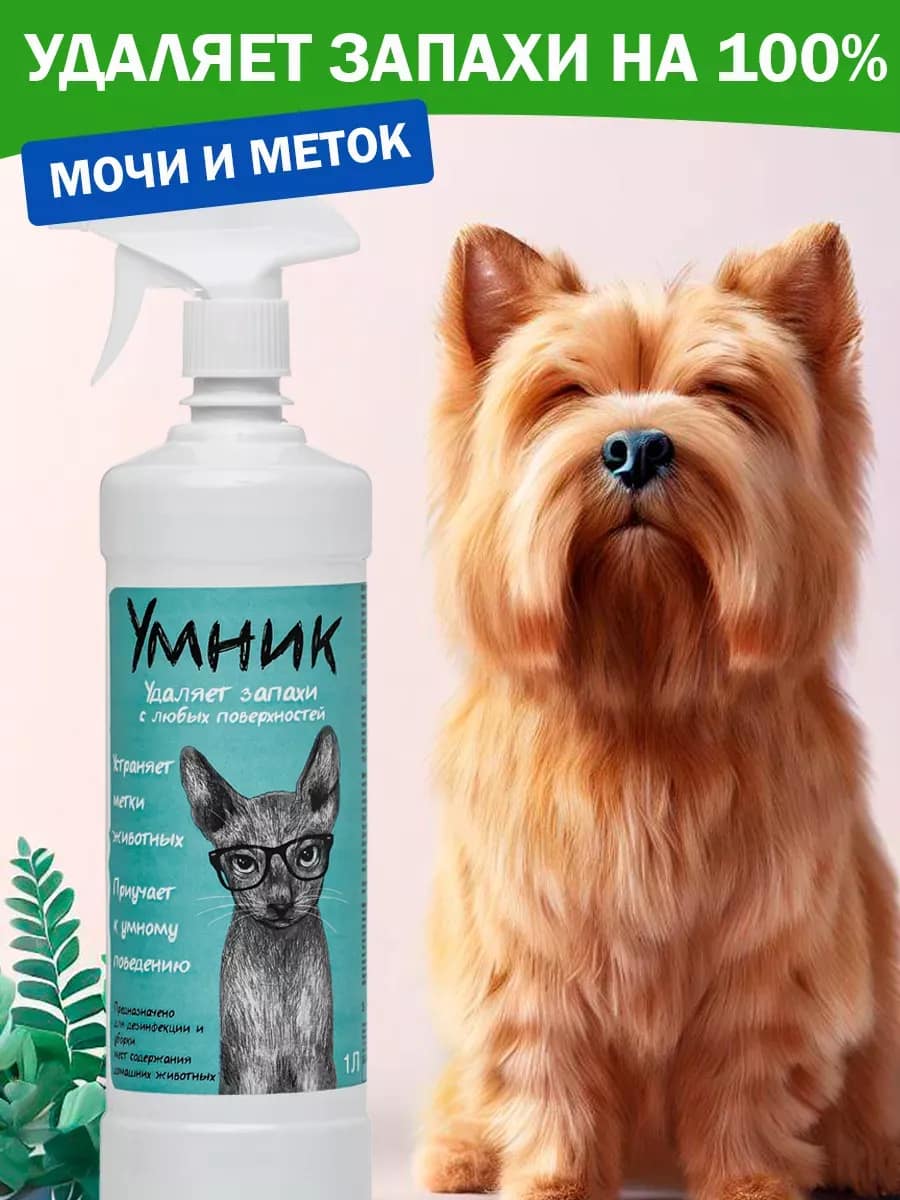 УДАЛЯЕТ ЗАПАХИ НА 100%
МОЧИ И МЕТОК
Умник
Удаляет запахи
с любых поверхностей
Устраняет
метки
животных
Приучает
к умному
поведению
Предназначено
для дезинфекции и
уборки
мест содержания
домашних животных
1Л